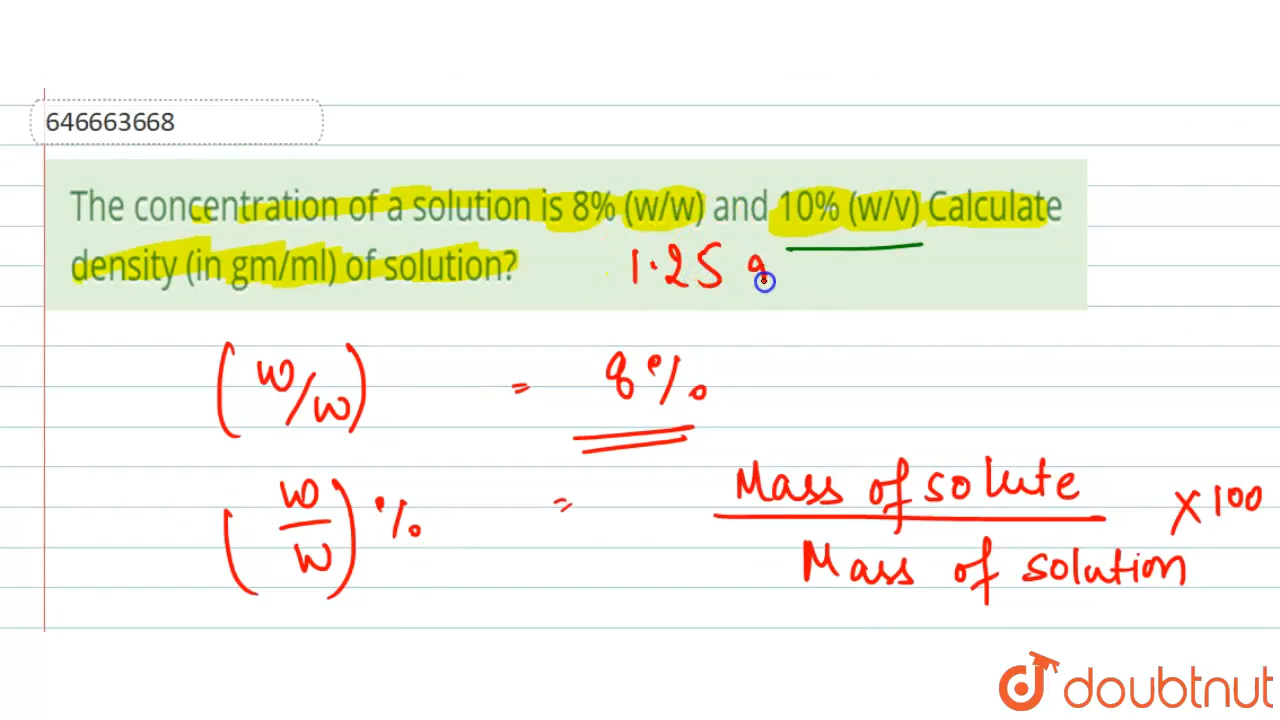 646663668
The concentration of a solution is 8% (w/w) and 10% (w/v) Calculate
density (in gm/ml) of solution?
1.25 g
(w/w) = 8%
(w/w)% = Mass of solute / Mass of solution × 100
doubtnut